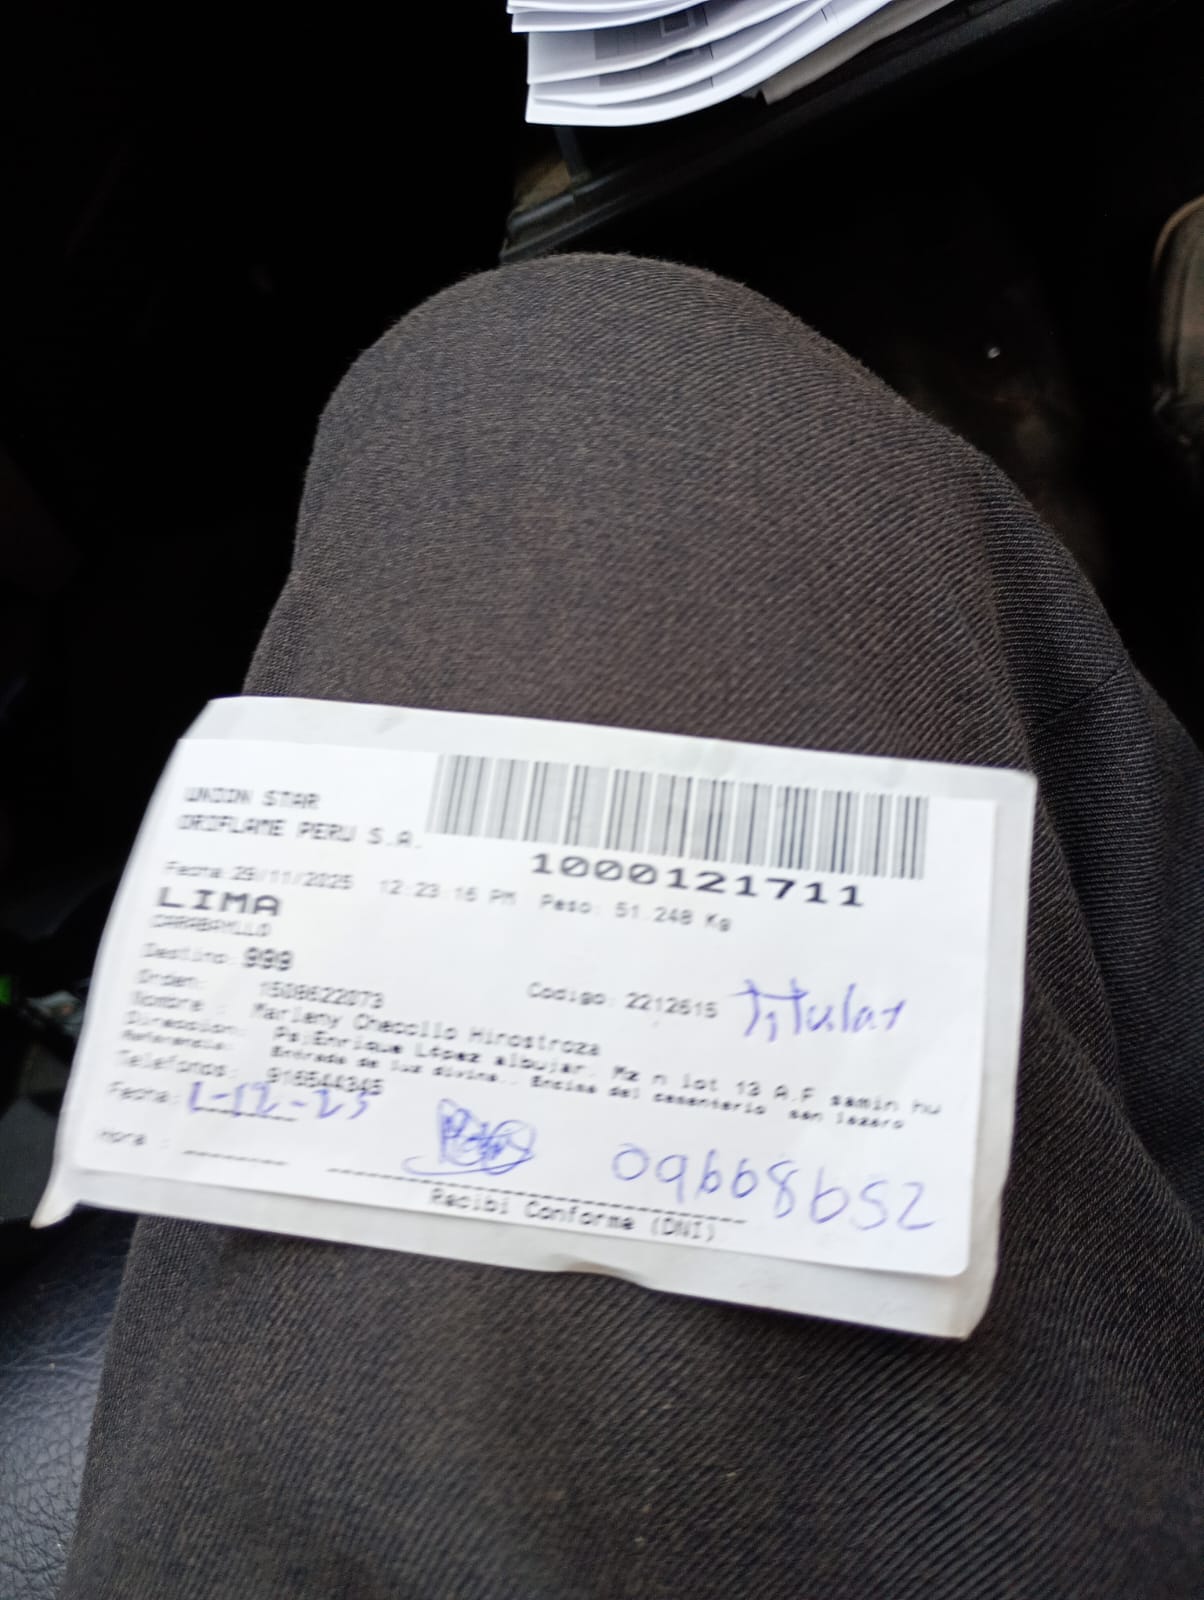 UNION STAR
ORIFLAME PERU S.A.
1000121711
Fecha: 29/11/2025 12:23:16 PM Peso: 51.248 Kg
LIMA
CARABAYLLO
Destino: 999
Orden: 1508622073 Codigo: 2212615 Titular
Nombre : Marleny Checcllo Hinostroza
Direccion: Psj Enrique López albujar. Mz n lot 13 A.F samin hu
Referencia: Entrada de luz divina.. Encima del cementerio san lazaro
Telefonos: 916544345
Fecha: 1-12-25
Hora :
09668652
Recibi Conforme (DNI)